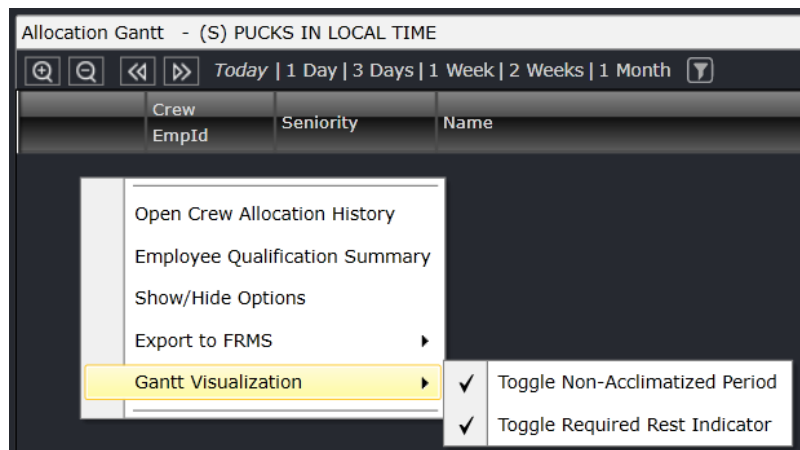 Allocation Gantt - (S) PUCKS IN LOCAL TIME
Today | 1 Day | 3 Days | 1 Week | 2 Weeks | 1 Month
Crew
EmpId
Seniority
Name
Open Crew Allocation History
Employee Qualification Summary
Show/Hide Options
Export to FRMS
Gantt Visualization
Toggle Non-Acclimatized Period
Toggle Required Rest Indicator